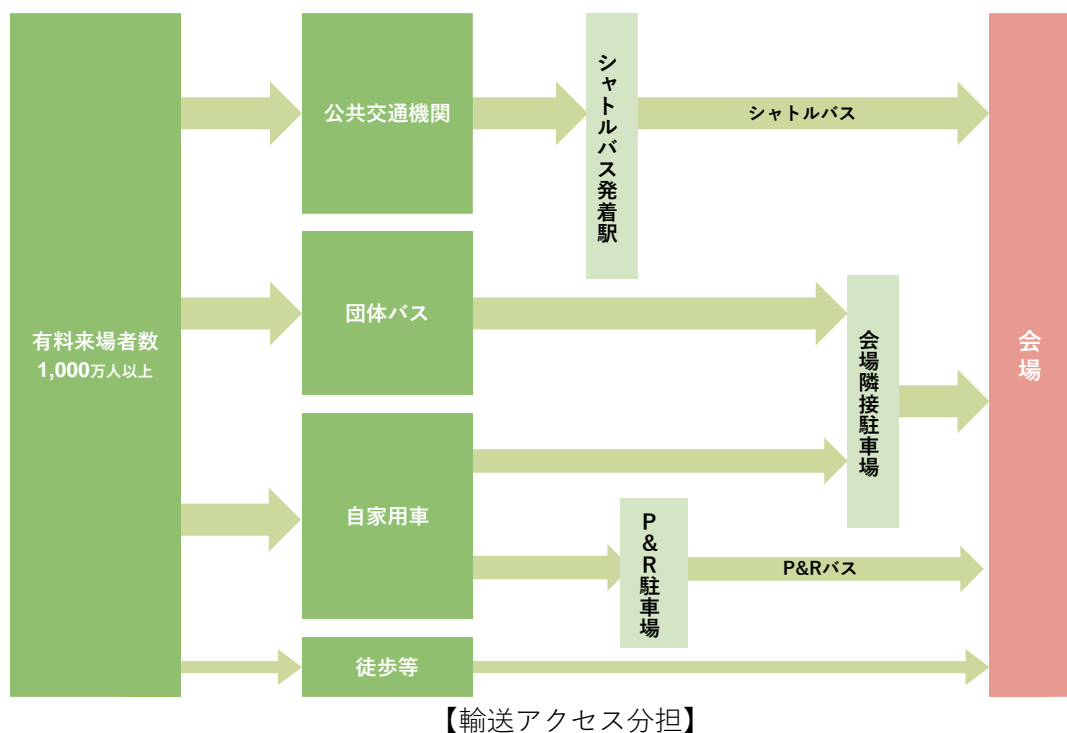 有料来場者数
1,000万人以上
公共交通機関
シャトルバス発着駅
シャトルバス
団体バス
自家用車
会場隣接駐車場
P&R駐車場
P&Rバス
徒歩等
会場
【輸送アクセス分担】